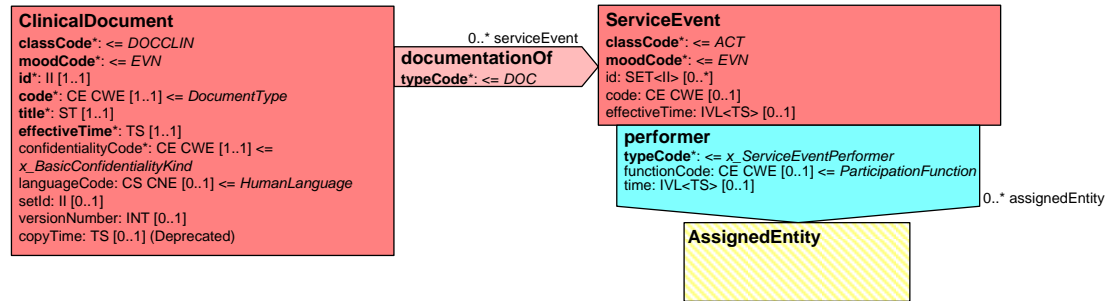 ClinicalDocument
classCode*: <= DOCCLIN
moodCode*: <= EVN
id*: II [1..1]
code*: CE CWE [1..1] <= DocumentType
title*: ST [1..1]
effectiveTime*: TS [1..1]
confidentialityCode*: CE CWE [1..1] <=
x_BasicConfidentialityKind
languageCode: CS CNE [0..1] <= HumanLanguage
setId: II [0..1]
versionNumber: INT [0..1]
copyTime: TS [0..1] (Deprecated)
0..* serviceEvent
documentationOf
typeCode*: <= DOC
ServiceEvent
classCode*: <= ACT
moodCode*: <= EVN
id: SET<II> [0..*]
code: CE CWE [0..1]
effectiveTime: IVL<TS> [0..1]
performer
typeCode*: <= x_ServiceEventPerformer
functionCode: CE CWE [0..1] <= ParticipationFunction
time: IVL<TS> [0..1]
0..* assignedEntity
AssignedEntity